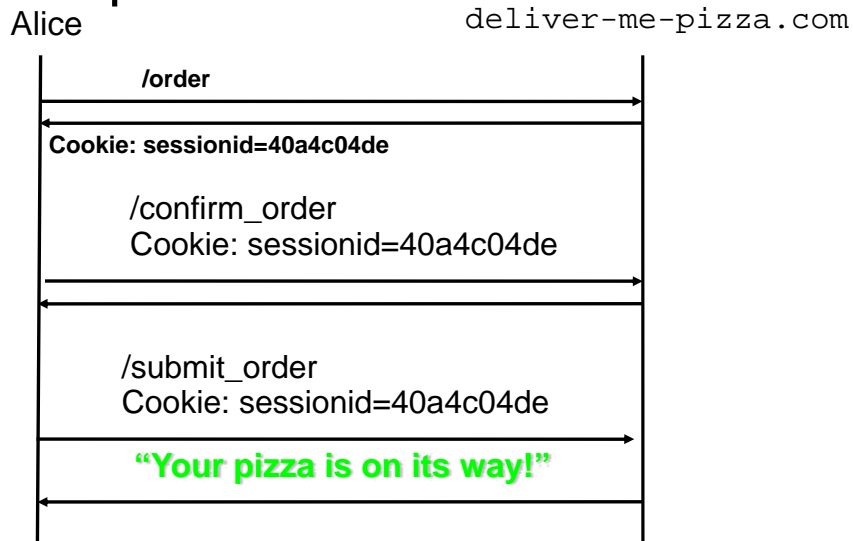 Alice
deliver-me-pizza.com
/order
Cookie: sessionid=40a4c04de
/confirm_order
Cookie: sessionid=40a4c04de
/submit_order
Cookie: sessionid=40a4c04de
“Your pizza is on its way!”